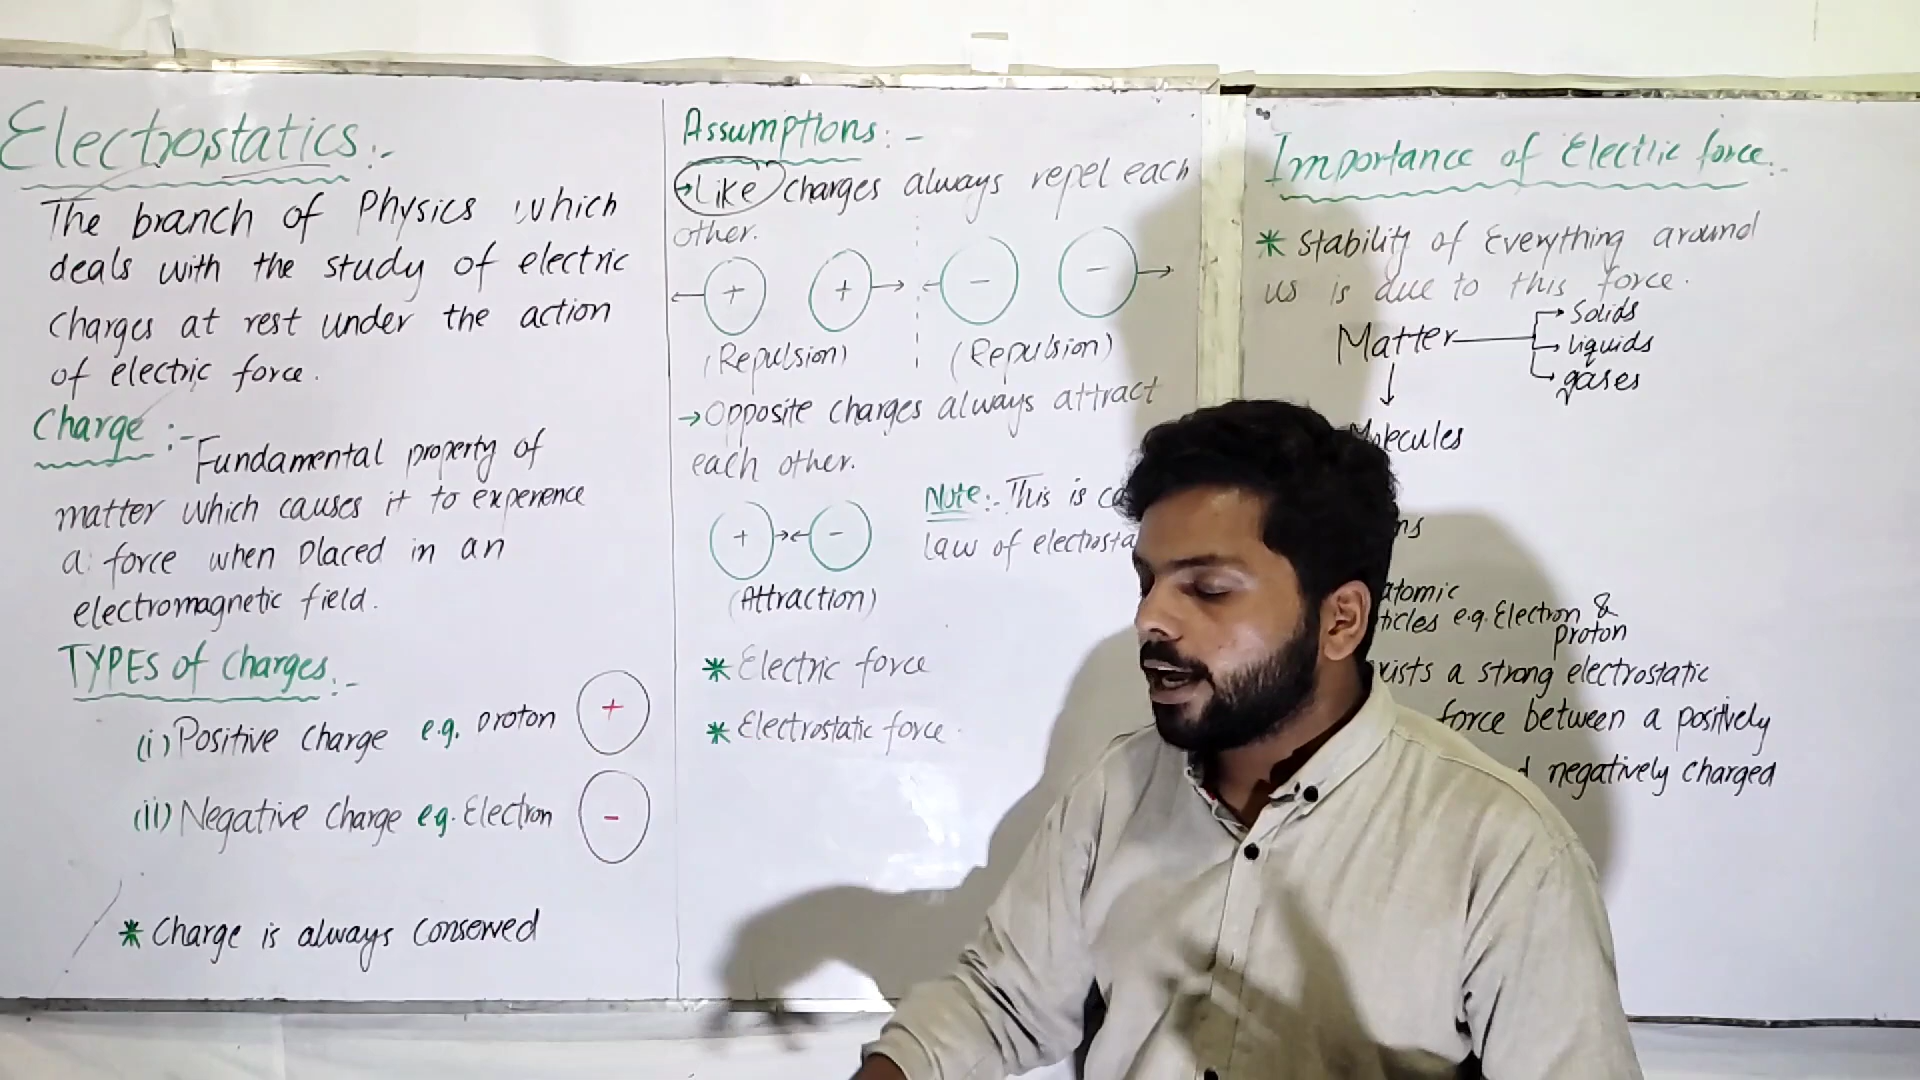 Electrostatics:-
The branch of Physics which
deals with the study of electric
charges at rest under the action
of electric force.
Charge :-
Fundamental property of
matter which causes it to experience
a force when placed in an
electromagnetic field.
TYPES of charges:-
(i) Positive charge e.g. proton +
(ii) Negative charge eg. Electron -
* Charge is always conserved
Assumptions:-
→ Like charges always repel each
other.
+ + - -
(Repulsion) (Repulsion)
→ Opposite charges always attract
each other.
+ -
(Attraction)
Note:- This is
law of
* Electric force
* Electrostatic force
Importance of Electric force:-
* Stability of Everything around
us is due to this force.
Matter
Solids
liquids
gases
Molecules
e.g. Electron &
proton
a strong electrostatic
force between a positively
negatively charged